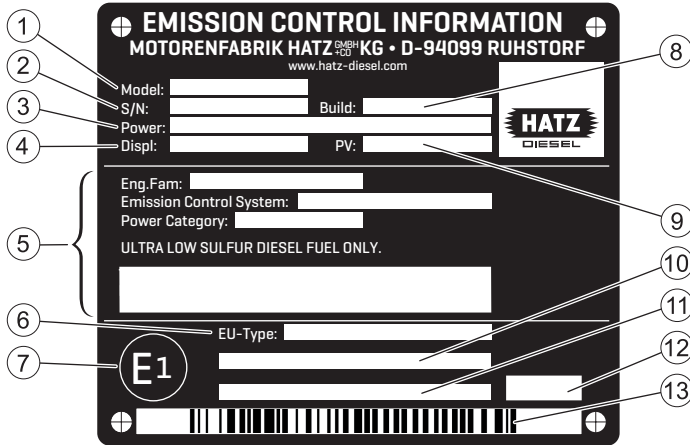 EMISSION CONTROL INFORMATION
MOTORENFABRIK HATZ GMBH +CO KG • D-94099 RUHSTORF
www.hatz-diesel.com
1
Model:
2
S/N:
Build:
8
3
Power:
4
Displ:
PV:
9
HATZ
DIESEL
5
Eng.Fam:
Emission Control System:
Power Category:
ULTRA LOW SULFUR DIESEL FUEL ONLY.
10
11
6
EU-Type:
7
E1
12
13